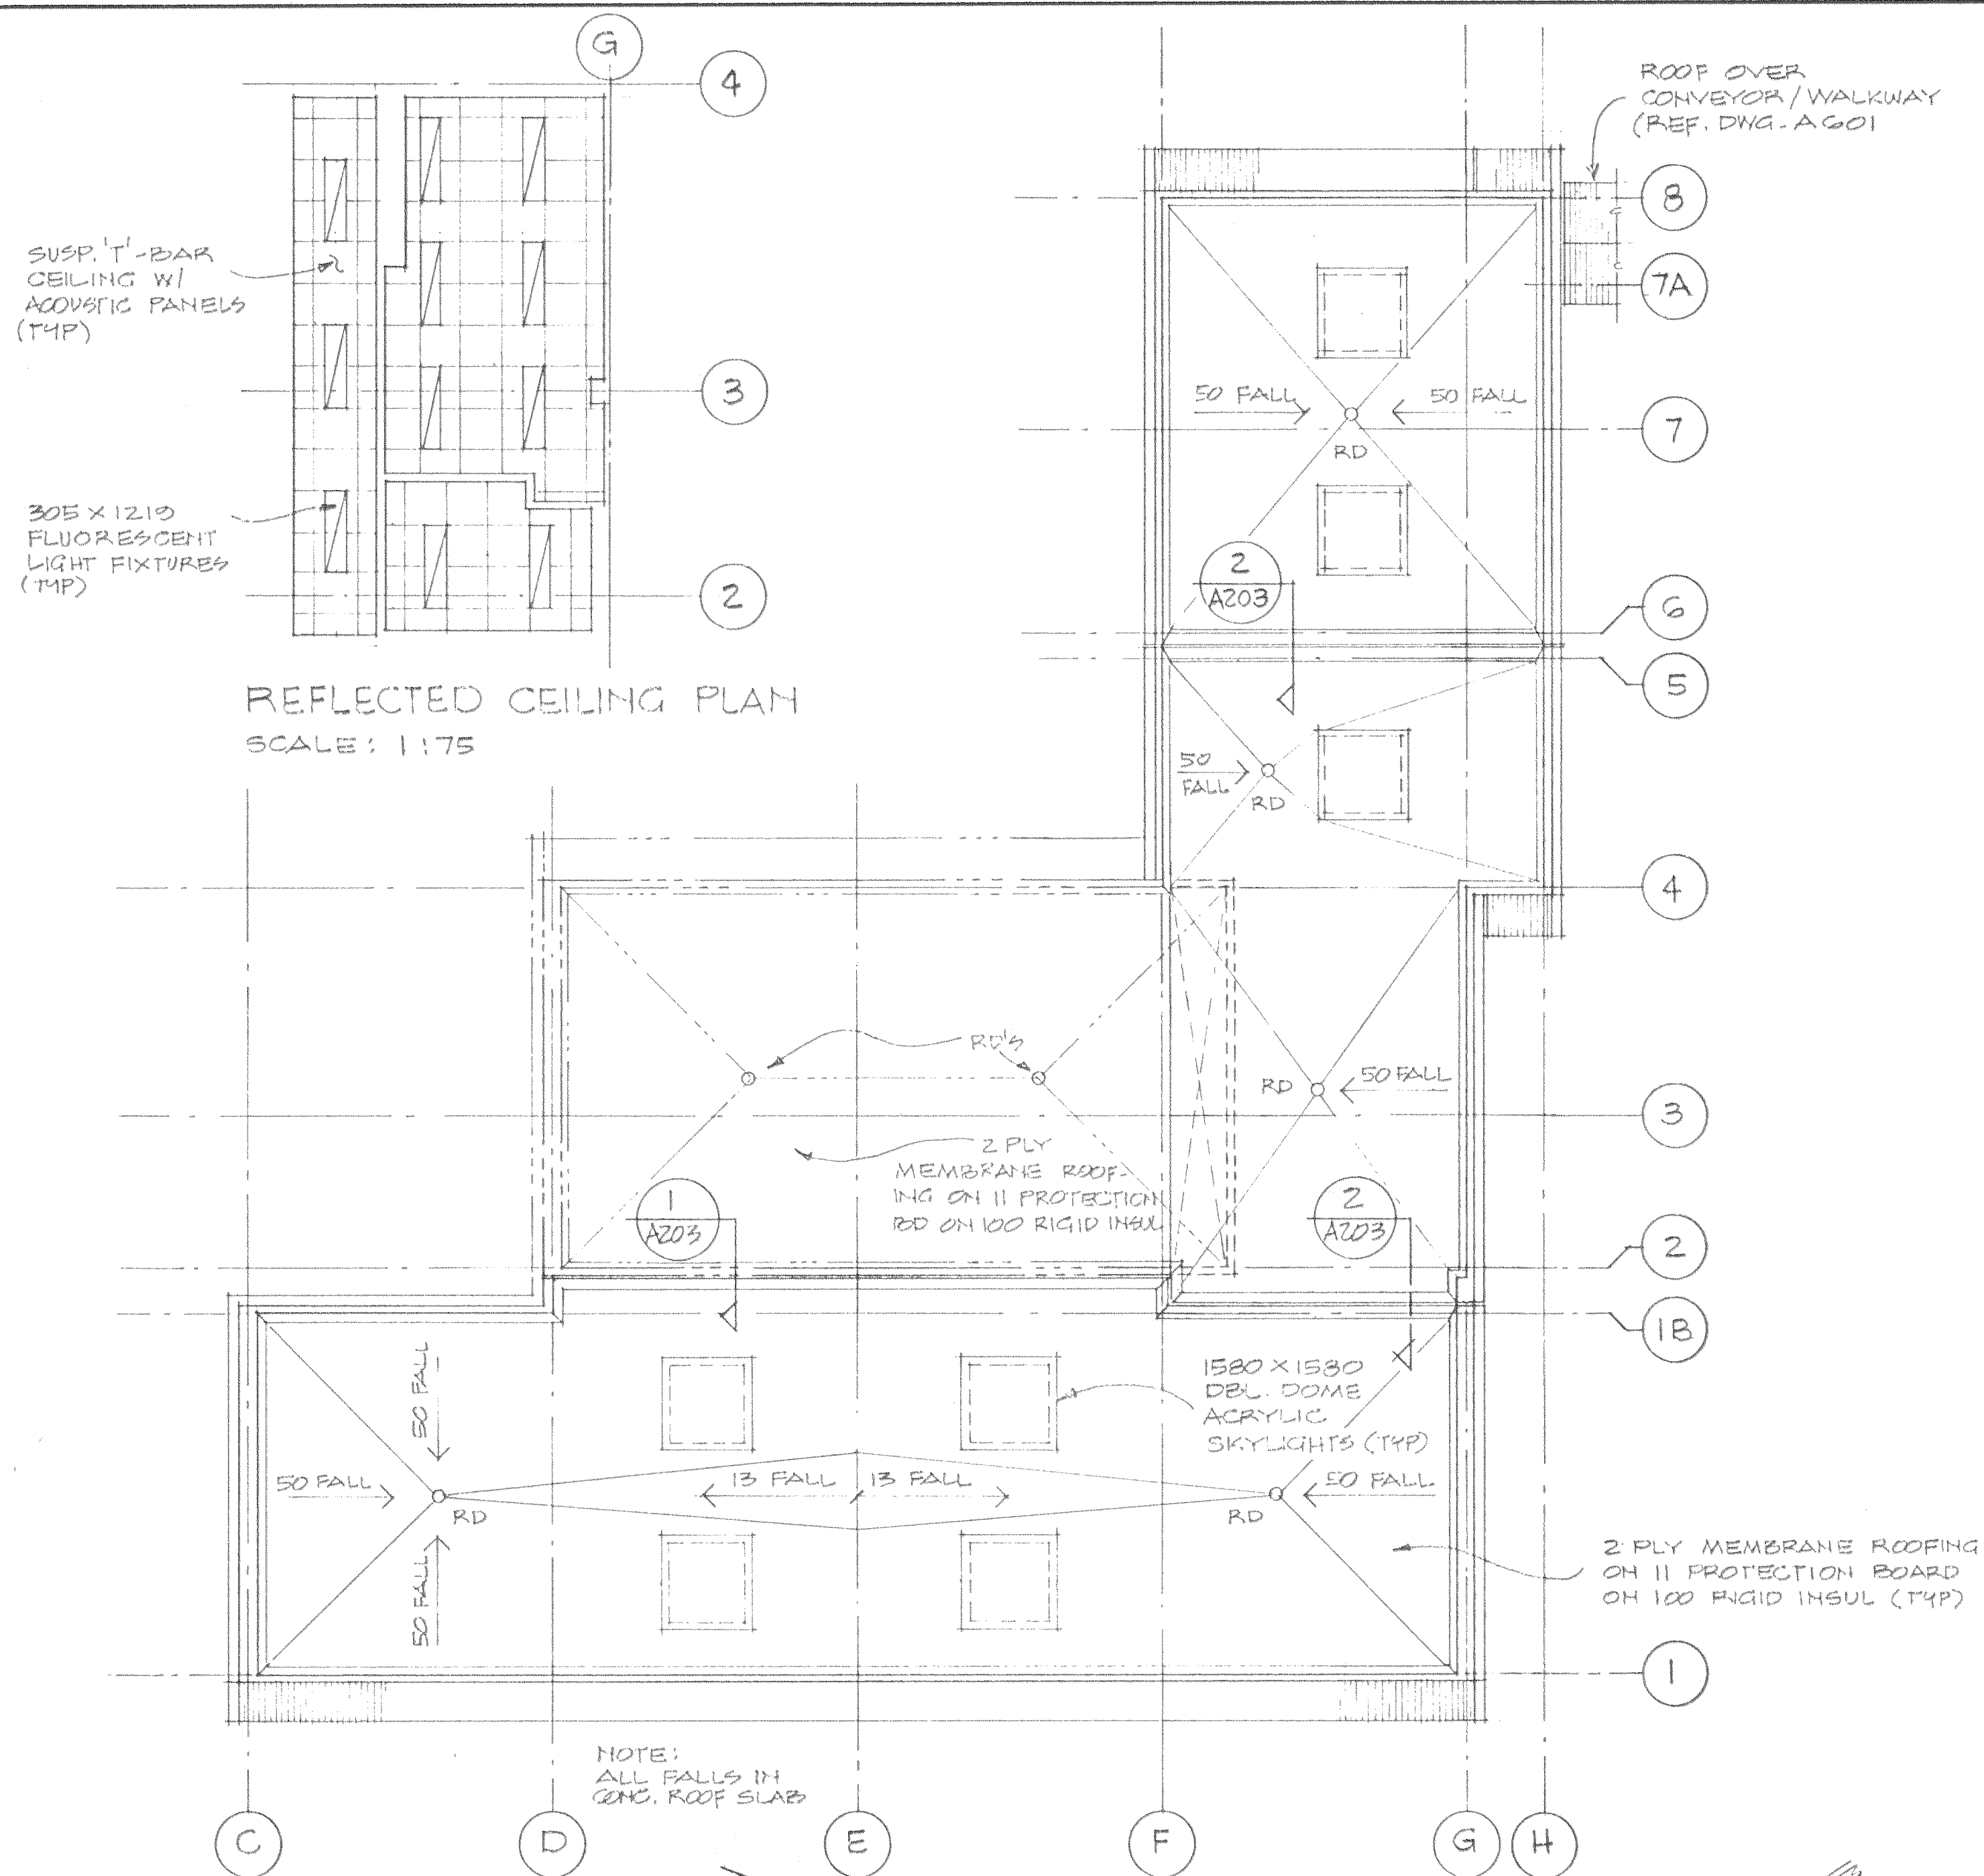 G
4
3
2
SUSP. 'T'-BAR
CEILING W/
ACOUSTIC PANELS
(TYP)
305 X 1219
FLUORESCENT
LIGHT FIXTURES
(TYP)
REFLECTED CEILING PLAN
SCALE: 1:75
ROOF OVER
CONVEYOR/WALKWAY
(REF. DWG-A601
8
7A
7
6
5
4
3
2
1B
1
50 FALL
50 FALL
RD
2
A203
50
FALL
RD
RD'S
RD
50 FALL
2 PLY
MEMBRANE ROOF-
ING ON 11 PROTECTION
BD ON 100 RIGID INSUL
1
A203
2
A203
1580 X 1580
DBL. DOME
ACRYLIC
SKYLIGHTS (TYP)
50 FALL
50 FALL
RD
50 FALL
13 FALL
13 FALL
RD
50 FALL
2 PLY MEMBRANE ROOFING
ON 11 PROTECTION BOARD
ON 100 RIGID INSUL (TYP)
NOTE:
ALL FALLS IN
CONC. ROOF SLAB
C
D
E
F
G
H